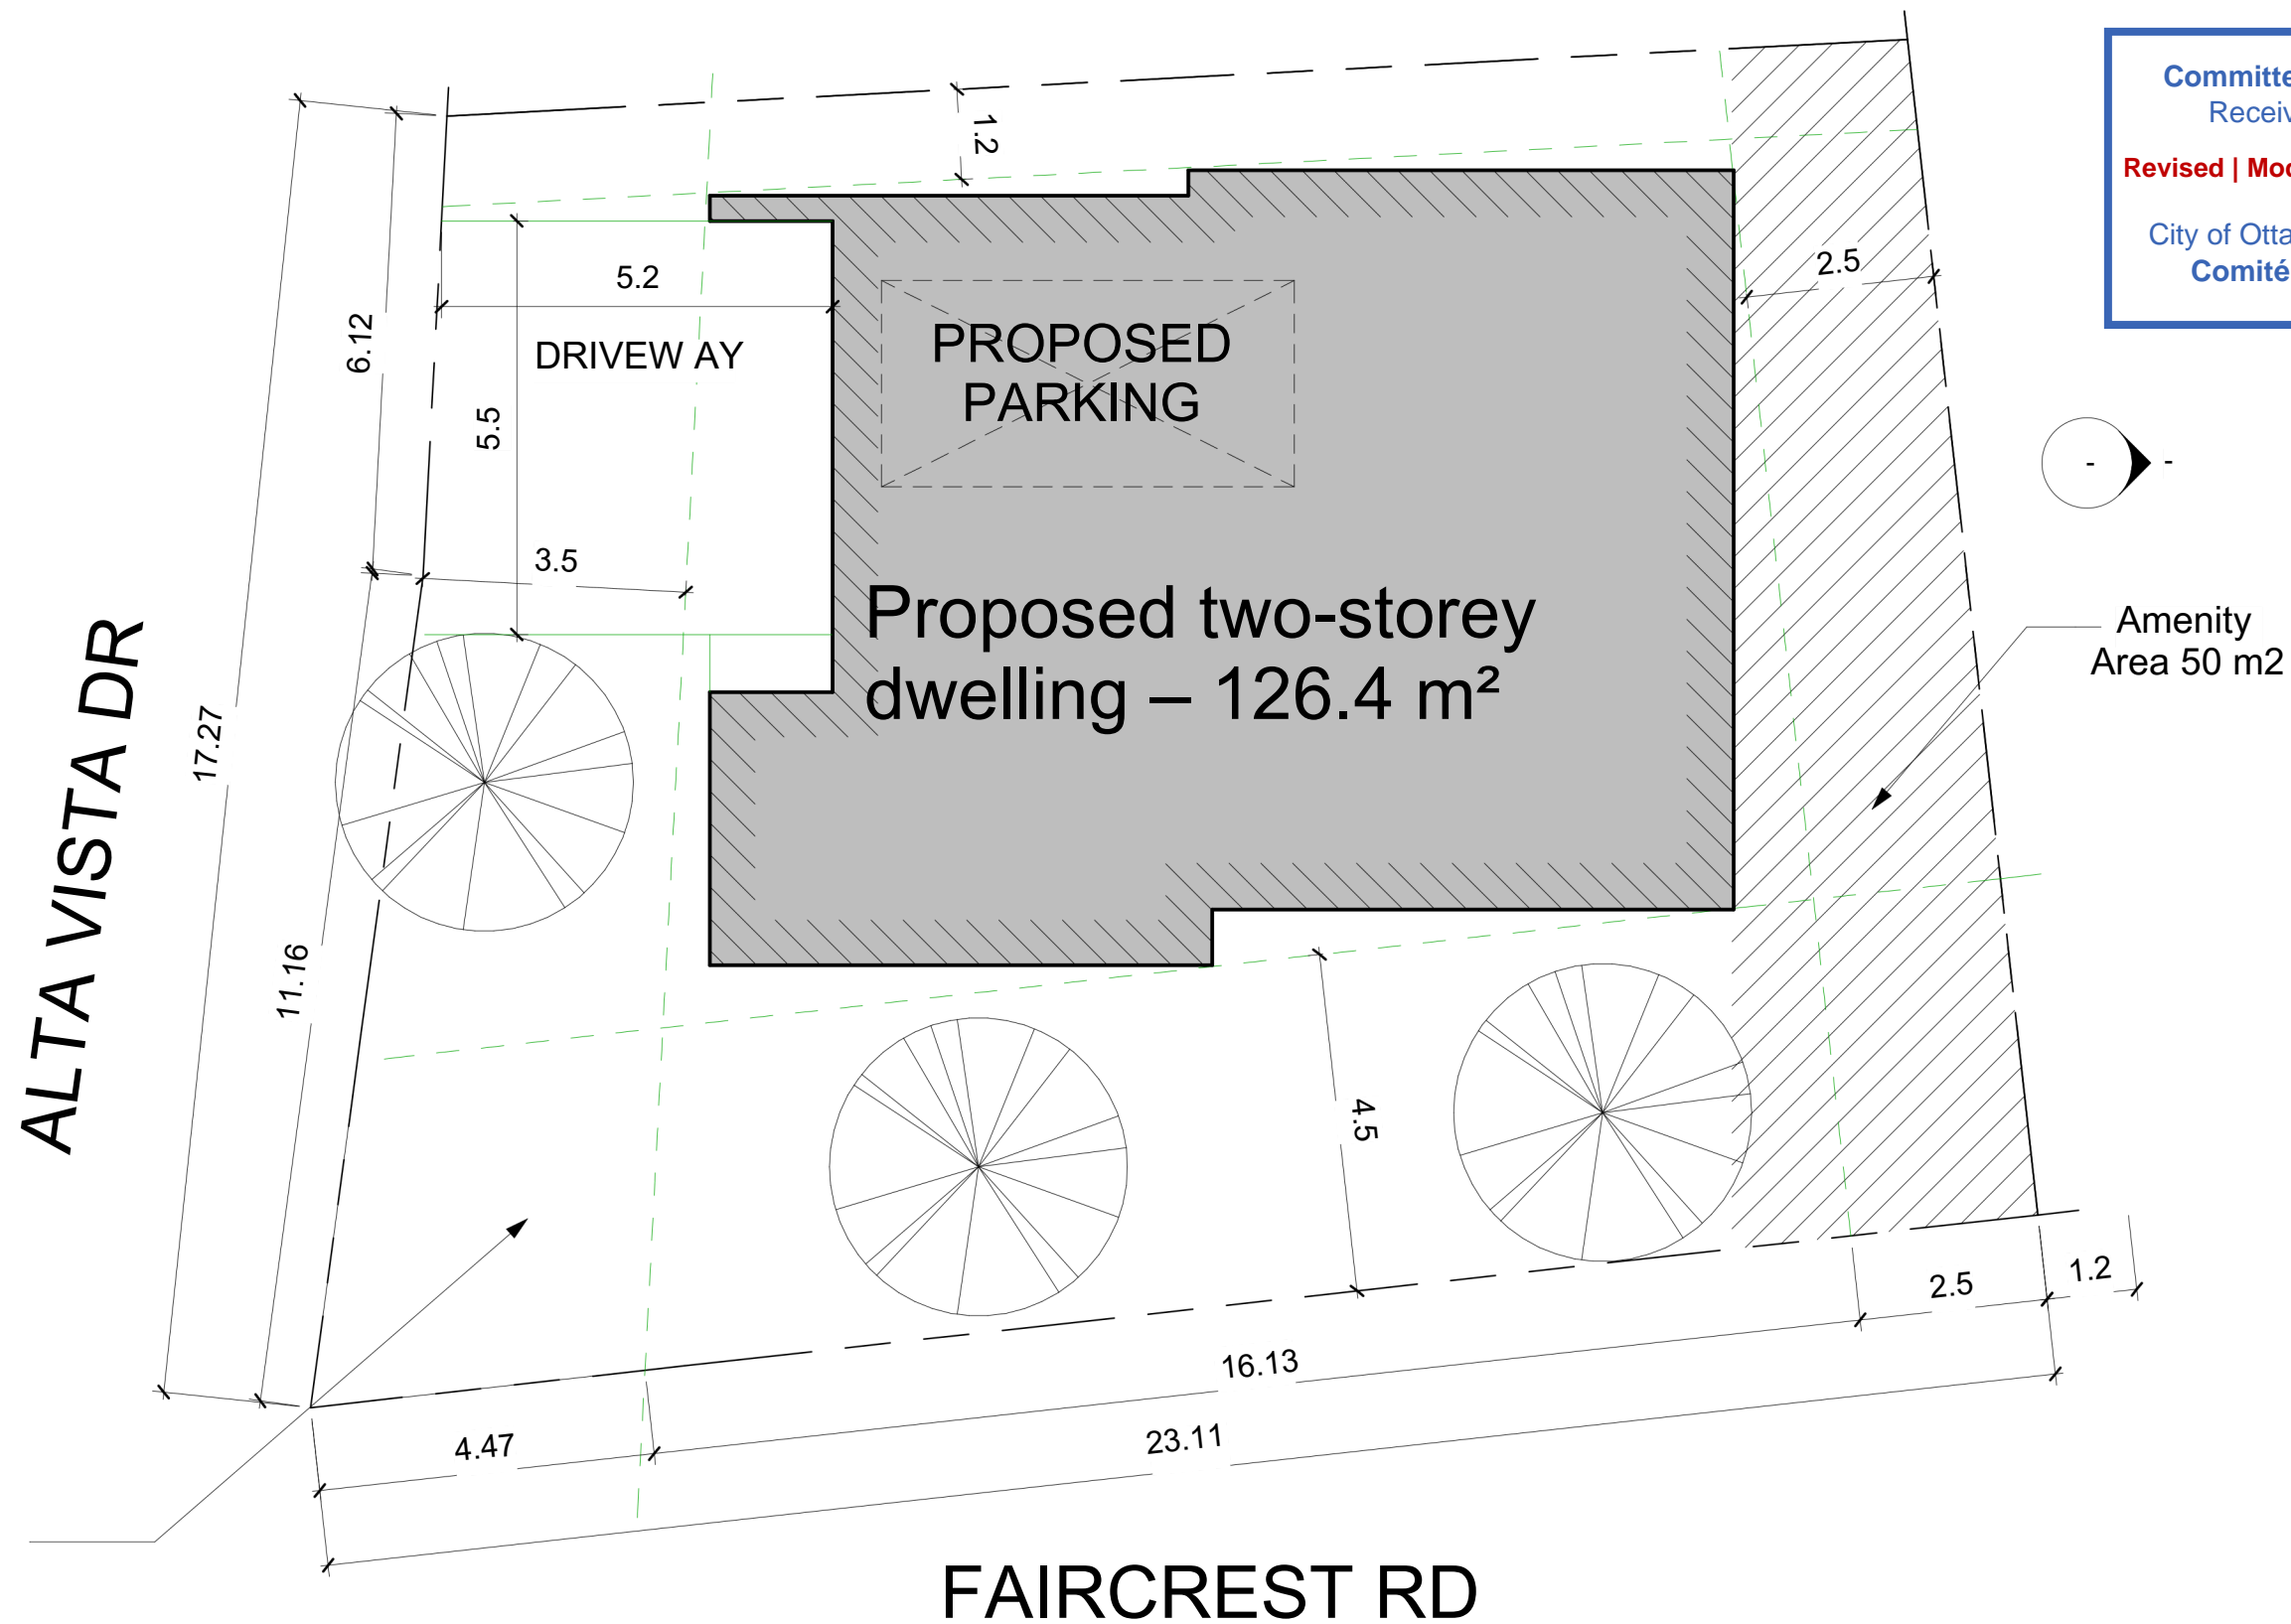 Committe
Receiv
Revised | Mod
City of Otta
Comité
1.2
2.5
5.2
DRIVEW AY
6.12
5.5
3.5
PROPOSED
PARKING
- -
Proposed two-storey
dwelling – 126.4 m²
Amenity
Area 50 m2
ALTA VISTA DR
17.27
11.16
4.5
2.5
1.2
16.13
4.47
23.11
FAIRCREST RD